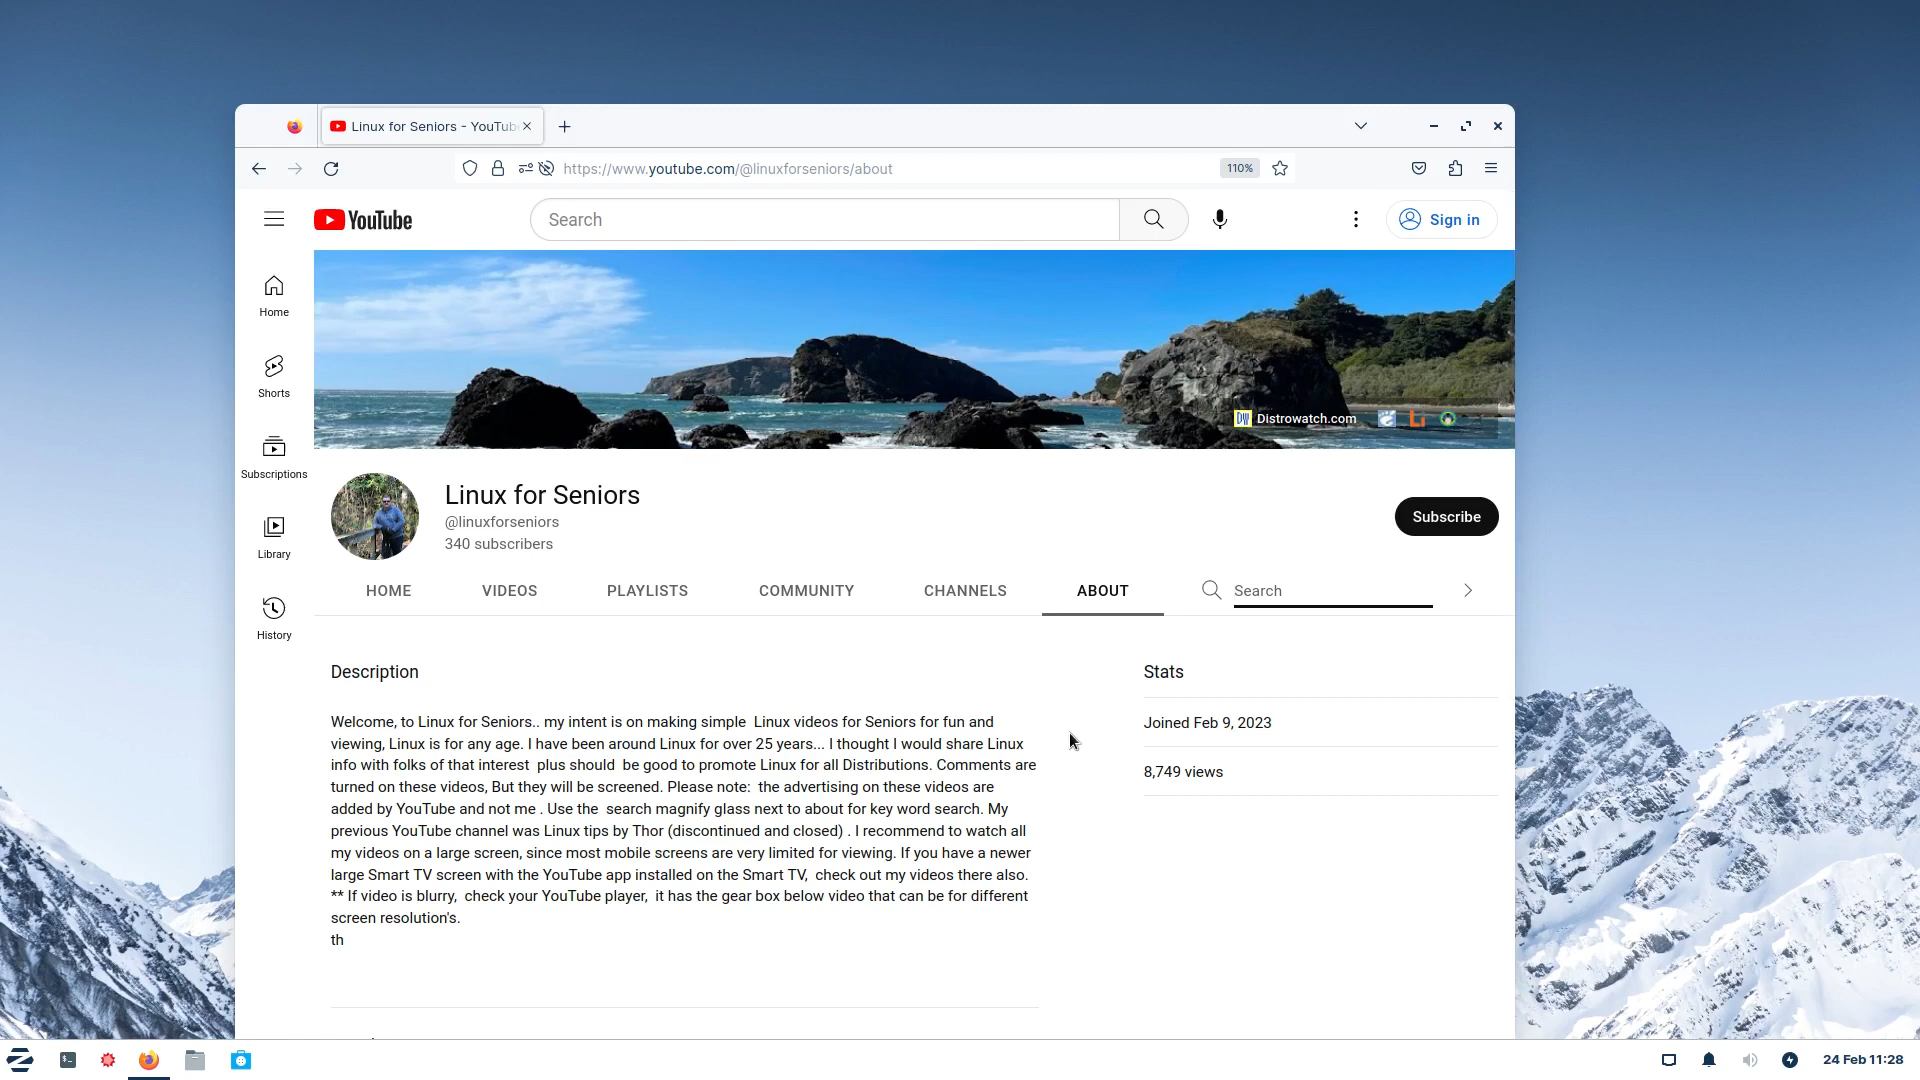 Linux for Seniors - YouTub
https://www.youtube.com/@linuxforseniors/about
110%
YouTube
Search
Sign in
Home
Shorts
Subscriptions
Library
History
DW Distrowatch.com
Linux for Seniors
@linuxforseniors
340 subscribers
Subscribe
HOME VIDEOS PLAYLISTS COMMUNITY CHANNELS ABOUT Search
Description
Welcome, to Linux for Seniors.. my intent is on making simple  Linux videos for Seniors for fun and
viewing, Linux is for any age. I have been around Linux for over 25 years... I thought I would share Linux
info with folks of that interest  plus should  be good to promote Linux for all Distributions. Comments are
turned on these videos, But they will be screened. Please note:  the advertising on these videos are
added by YouTube and not me . Use the  search magnify glass next to about for key word search. My
previous YouTube channel was Linux tips by Thor (discontinued and closed) . I recommend to watch all
my videos on a large screen, since most mobile screens are very limited for viewing. If you have a newer
large Smart TV screen with the YouTube app installed on the Smart TV,  check out my videos there also.
** If video is blurry,  check your YouTube player,  it has the gear box below video that can be for different
screen resolution's.
th
Stats
Joined Feb 9, 2023
8,749 views
24 Feb 11:28